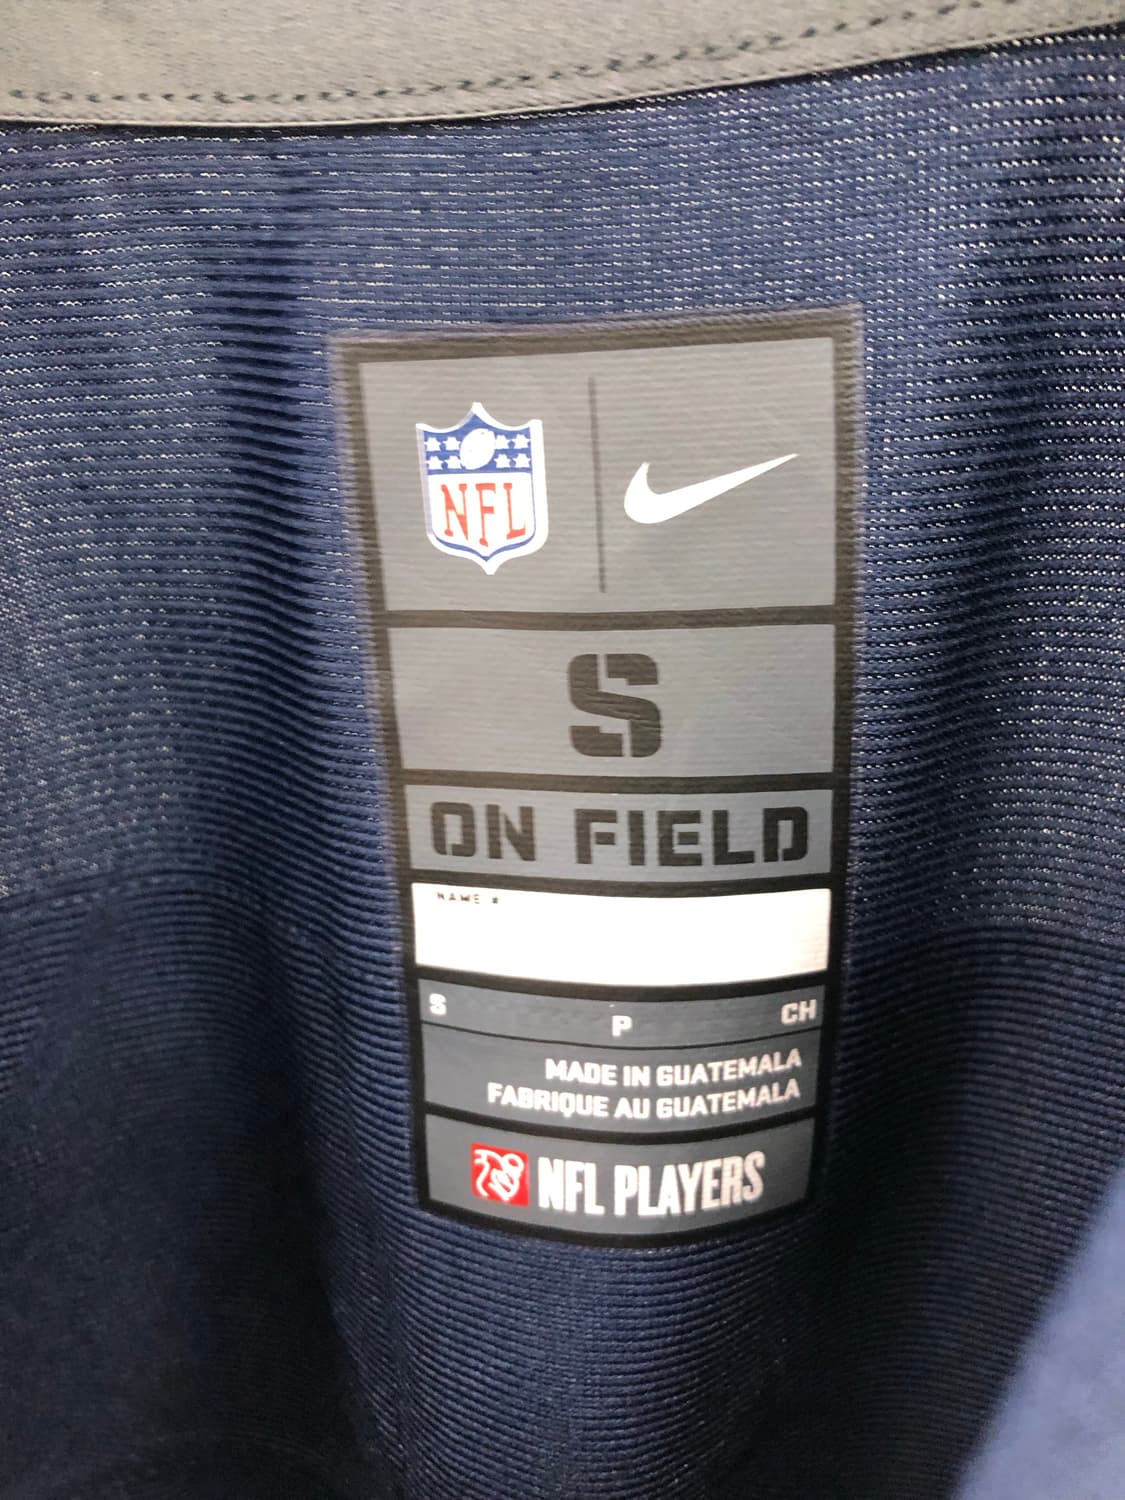 NFL
S
ON FIELD
NAME #
S P CH
MADE IN GUATEMALA
FABRIQUE AU GUATEMALA
NFL PLAYERS